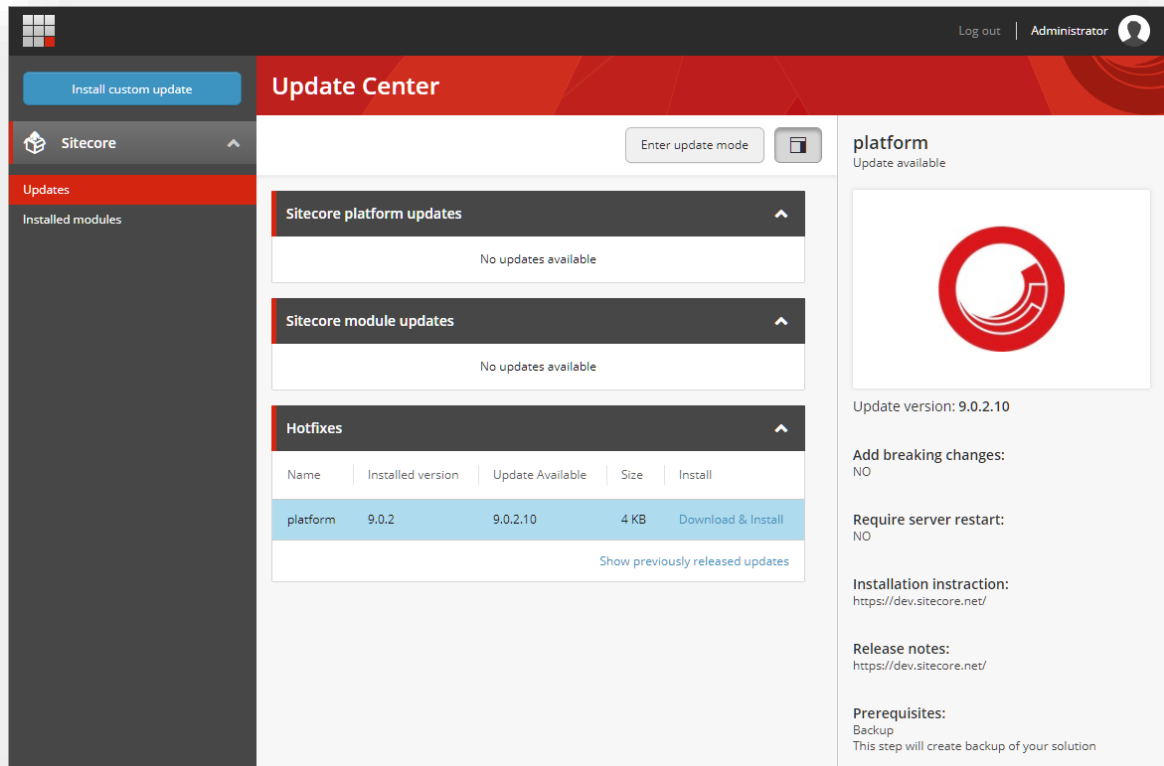 Log out
Administrator
Install custom update
Sitecore
Updates
Installed modules
Update Center
Enter update mode
Sitecore platform updates
No updates available
Sitecore module updates
No updates available
Hotfixes
Name Installed version Update Available Size Install
platform 9.0.2 9.0.2.10 4 KB Download & Install
Show previously released updates
platform
Update available
Update version: 9.0.2.10
Add breaking changes:
NO
Require server restart:
NO
Installation instraction:
https://dev.sitecore.net/
Release notes:
https://dev.sitecore.net/
Prerequisites:
Backup
This step will create backup of your solution